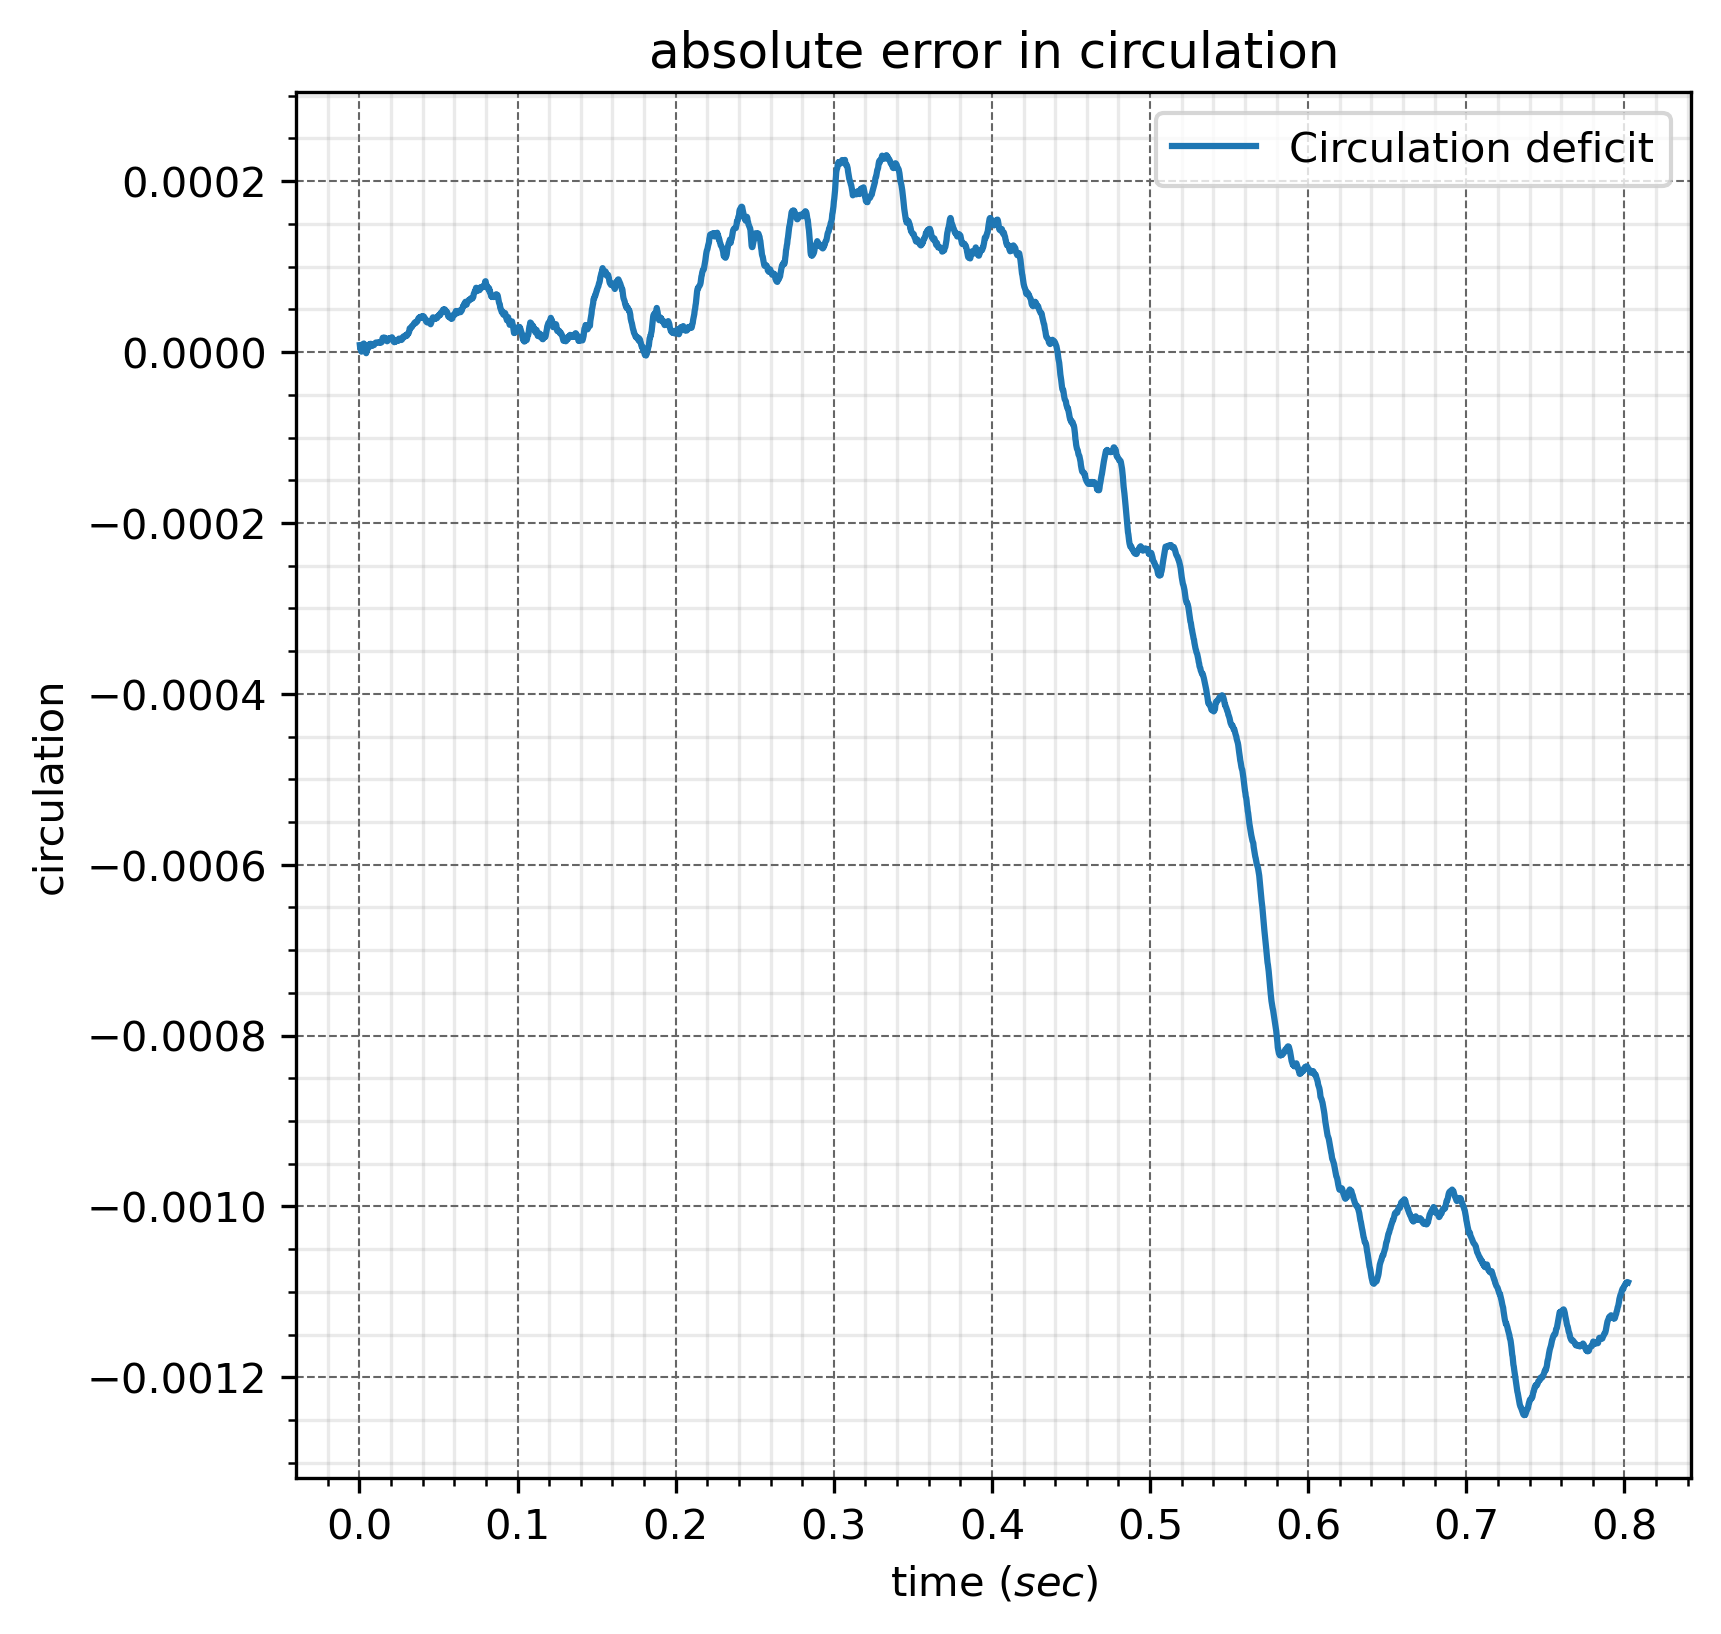 absolute error in circulation
Circulation deficit
0.0002
0.0000
−0.0002
−0.0004
−0.0006
−0.0008
−0.0010
−0.0012
circulation
0.0 0.1 0.2 0.3 0.4 0.5 0.6 0.7 0.8
time (sec)